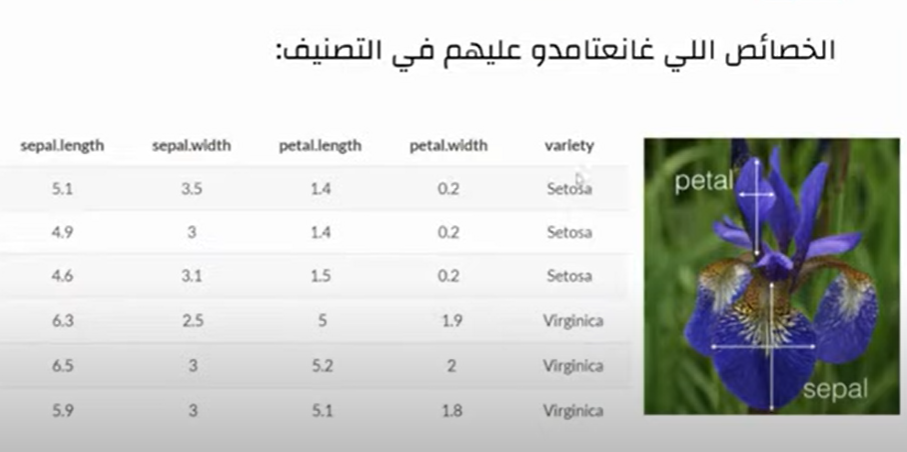 الخصائص اللي غانعتامدو عليهم في التصنيف:
sepal.length sepal.width petal.length petal.width variety
5.1 3.5 1.4 0.2 Setosa
4.9 3 1.4 0.2 Setosa
4.6 3.1 1.5 0.2 Setosa
6.3 2.5 5 1.9 Virginica
6.5 3 5.2 2 Virginica
5.9 3 5.1 1.8 Virginica
petal
sepal